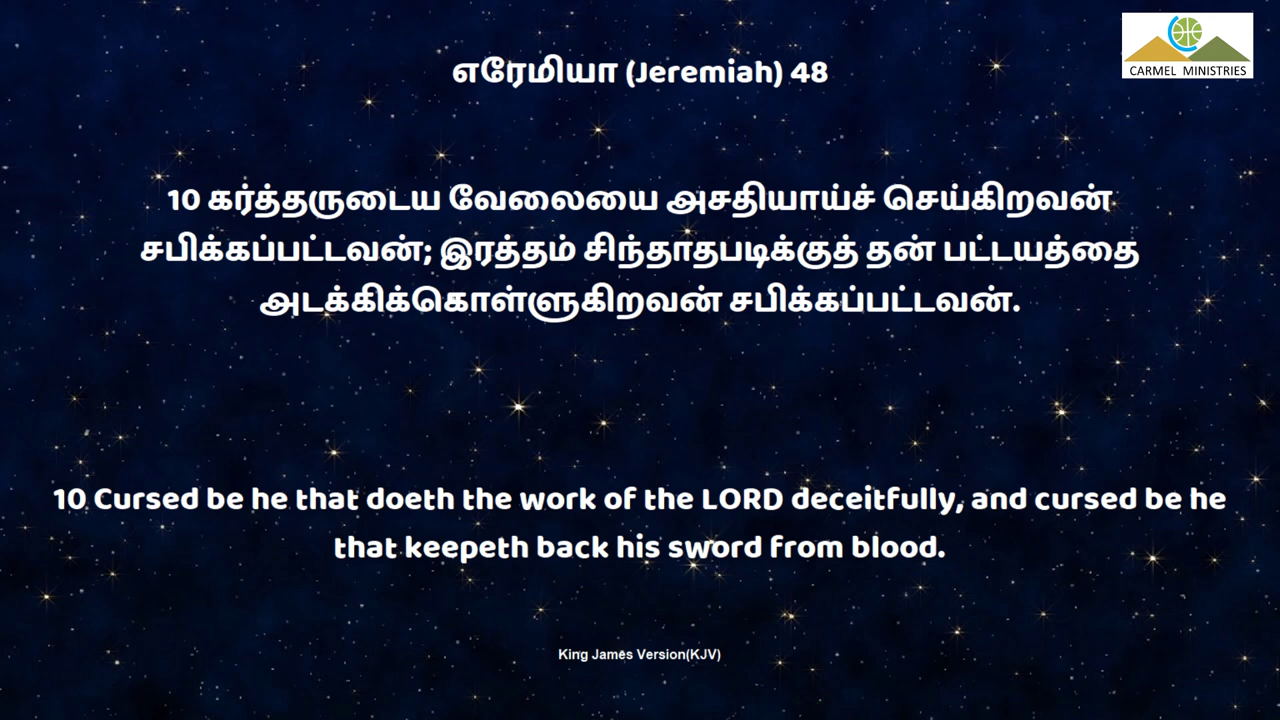 CARMEL MINISTRIES
எரேமியா (Jeremiah) 48
10 கர்த்தருடைய வேலையை அசதியாய்ச் செய்கிறவன்
சபிக்கப்பட்டவன்; இரத்தம் சிந்தாதபடிக்குத் தன் பட்டயத்தை
அடக்கிக்கொள்ளுகிறவன் சபிக்கப்பட்டவன்.
10 Cursed be he that doeth the work of the LORD deceitfully, and cursed be he
that keepeth back his sword from blood.
King James Version(KJV)